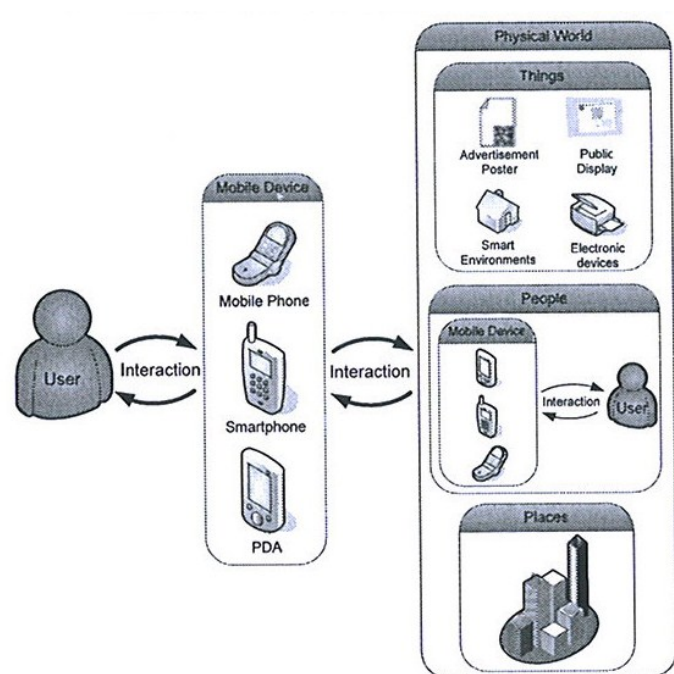 Physical World
Things
Advertisement
Poster
Public
Display
Smart
Environments
Electronic
devices
Mobile Device
Mobile Phone
Smartphone
PDA
User
Interaction
Interaction
People
Mobile Device
Interaction
User
Places